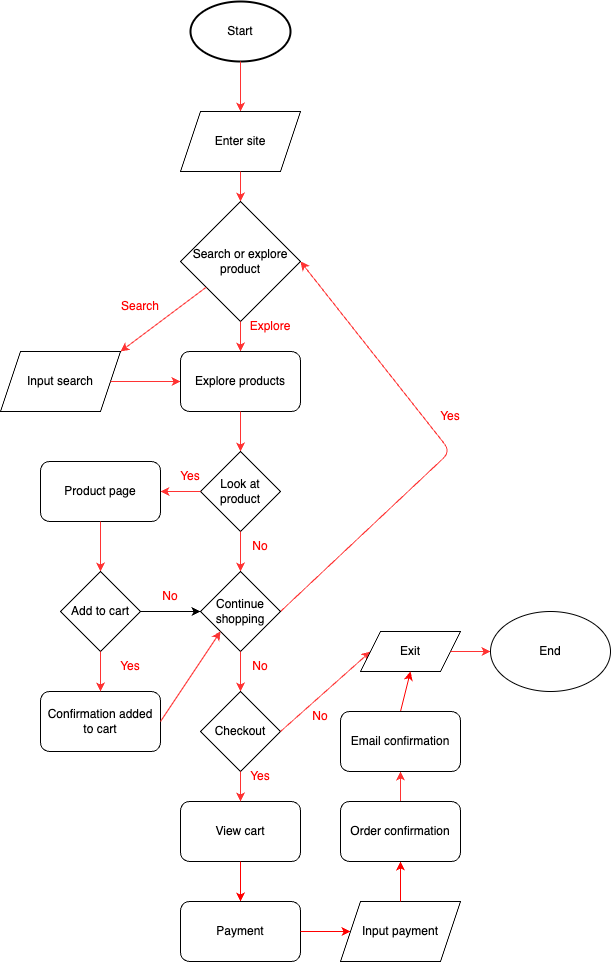 Start
Enter site
Search or explore
product
Search
Explore
Input search
Explore products
Yes
Product page
Yes
Look at
product
No
Add to cart
No
Continue
shopping
Yes
No
Exit
End
Confirmation added
to cart
Checkout
No
Email confirmation
Yes
View cart
Order confirmation
Payment
Input payment